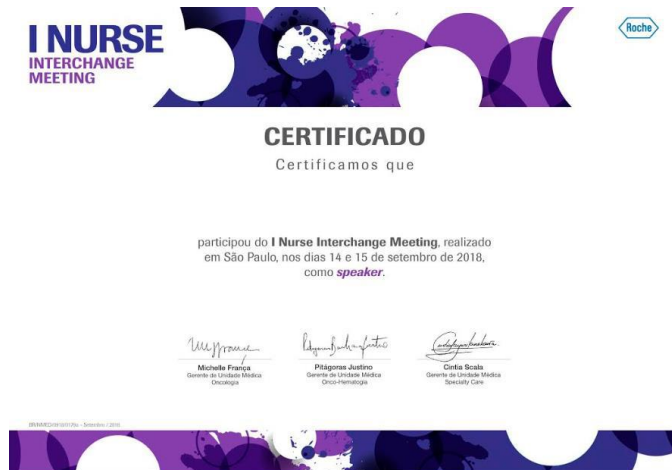 I NURSE
INTERCHANGE
MEETING
Roche
CERTIFICADO
Certificamos que
participou do I Nurse Interchange Meeting, realizado
em São Paulo, nos dias 14 e 15 de setembro de 2018,
como speaker.
Michelle França
Gerente de Unidade Médica
Oncologia
Pitágoras Justino
Gerente de Unidade Médica
Onco-Hematologia
Cintia Scala
Gerente de Unidade Médica
Specialty Care
Setembro / 2018